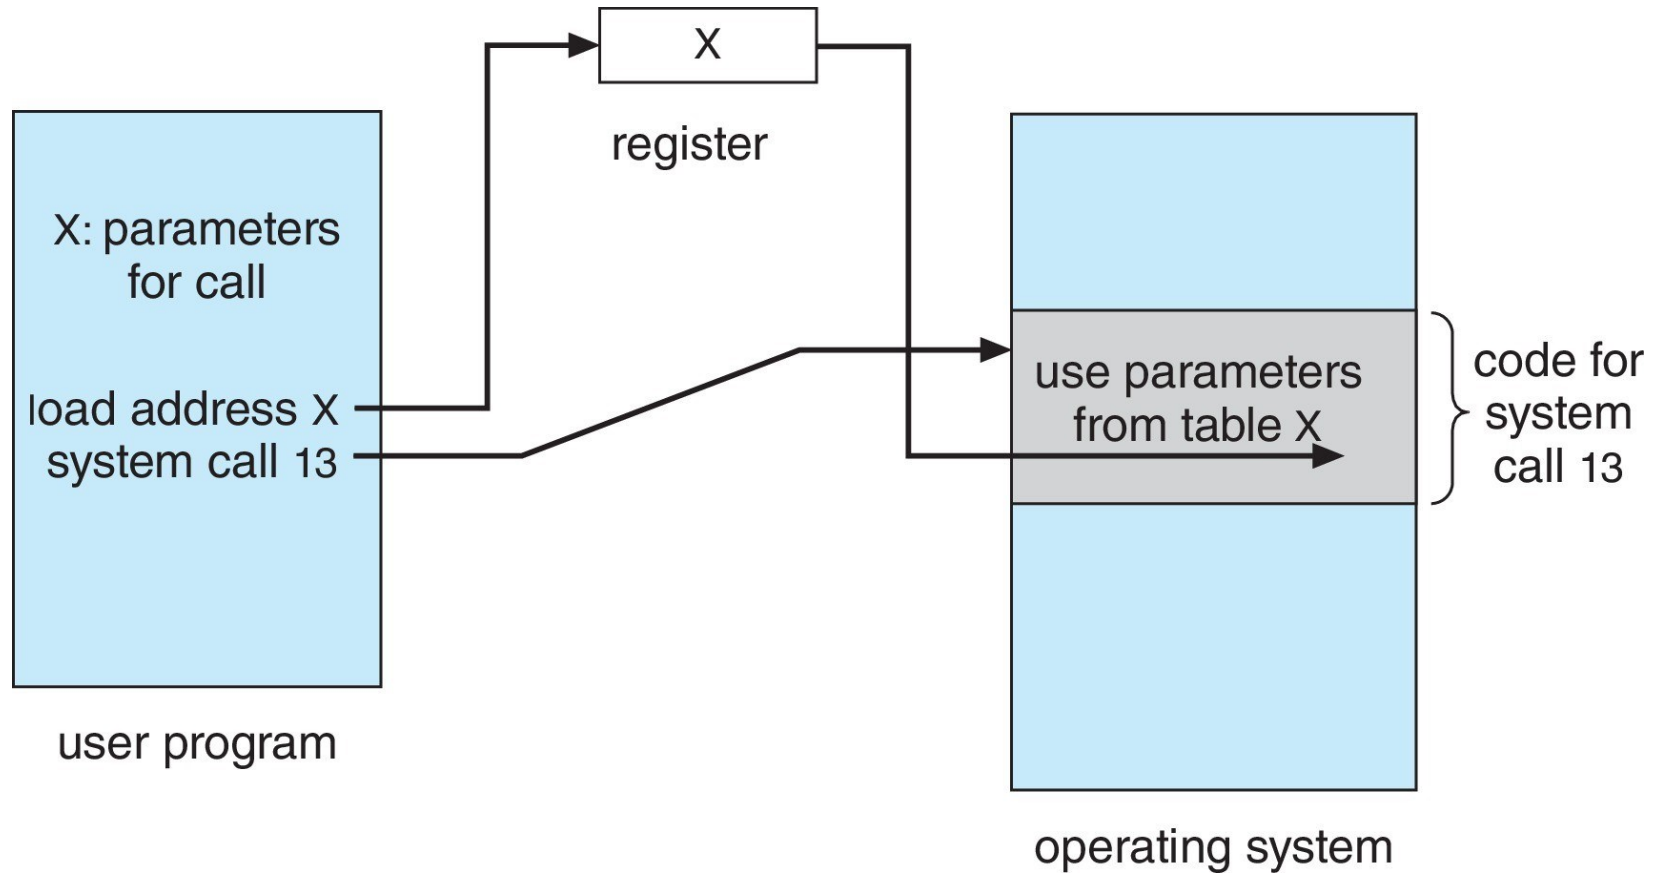 X
register
X: parameters
for call
load address X
system call 13
user program
use parameters
from table X
code for
system
call 13
operating system